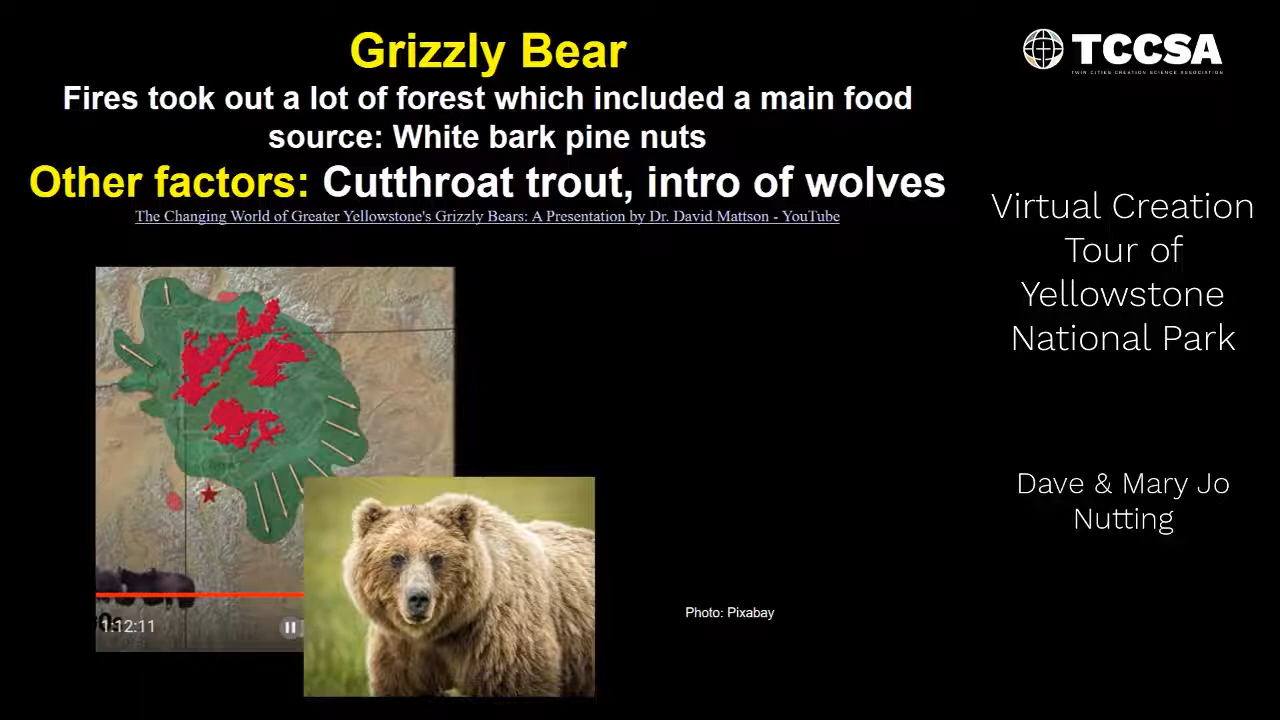 Grizzly Bear
Fires took out a lot of forest which included a main food
source: White bark pine nuts
Other factors: Cutthroat trout, intro of wolves
The Changing World of Greater Yellowstone's Grizzly Bears: A Presentation by Dr. David Mattson - YouTube
1:12:11
Photo: Pixabay
TCCSA
TWIN CITIES CREATION SCIENCE ASSOCIATION
Virtual Creation
Tour of
Yellowstone
National Park
Dave & Mary Jo
Nutting